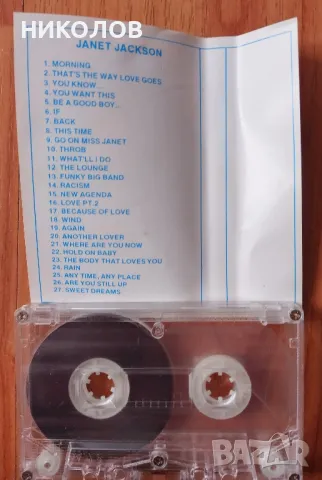 НИКОЛОВ
JANET JACKSON
1. MORNING
2. THAT'S THE WAY LOVE GOES
3. YOU KNOW.....
4. YOU WANT THIS
5. BE A GOOD BOY...
6. IF
7. BACK
8. THIS TIME
9. GO ON MISS JANET
10. THROB
11. WHAT'LL I DO
12. THE LOUNGE
13. FUNKY BIG BAND
14. RACISM
15. NEW AGENDA
16. LOVE PT.2
17. BECAUSE OF LOVE
18. WIND
19. AGAIN
20. ANOTHER LOVER
21. WHERE ARE YOU NOW
22. HOLD ON BABY
23. THE BODY THAT LOVES YOU
24. RAIN
25. ANY TIME, ANY PLACE
26. ARE YOU STILL UP
27. SWEET DREAMS
BAZAR